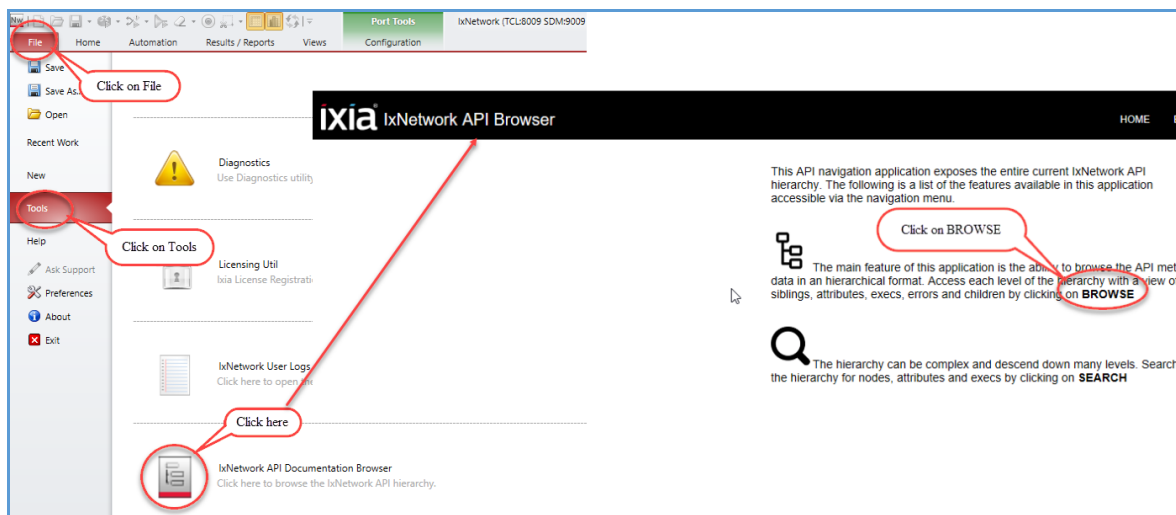 Nw
IxNetwork (TCL:8009 SDM:9009
Port Tools
File Home Automation Results / Reports Views Configuration
Save
Save As..
Open
Recent Work
New
Tools
Help
Ask Support
Preferences
About
Exit
Click on File
Click on Tools
Diagnostics
Use Diagnostics utility
Licensing Util
Ixia License Registrati
IxNetwork User Logs
Click here to open the
Click here
IxNetwork API Documentation Browser
Click here to browse the IxNetwork API hierarchy.
ixia IxNetwork API Browser
HOME
This API navigation application exposes the entire current IxNetwork API
hierarchy. The following is a list of the features available in this application
accessible via the navigation menu.
Click on BROWSE
The main feature of this application is the ability to browse the API met
data in an hierarchical format. Access each level of the hierarchy with a view of
siblings, attributes, execs, errors and children by clicking on BROWSE
The hierarchy can be complex and descend down many levels. Search
the hierarchy for nodes, attributes and execs by clicking on SEARCH